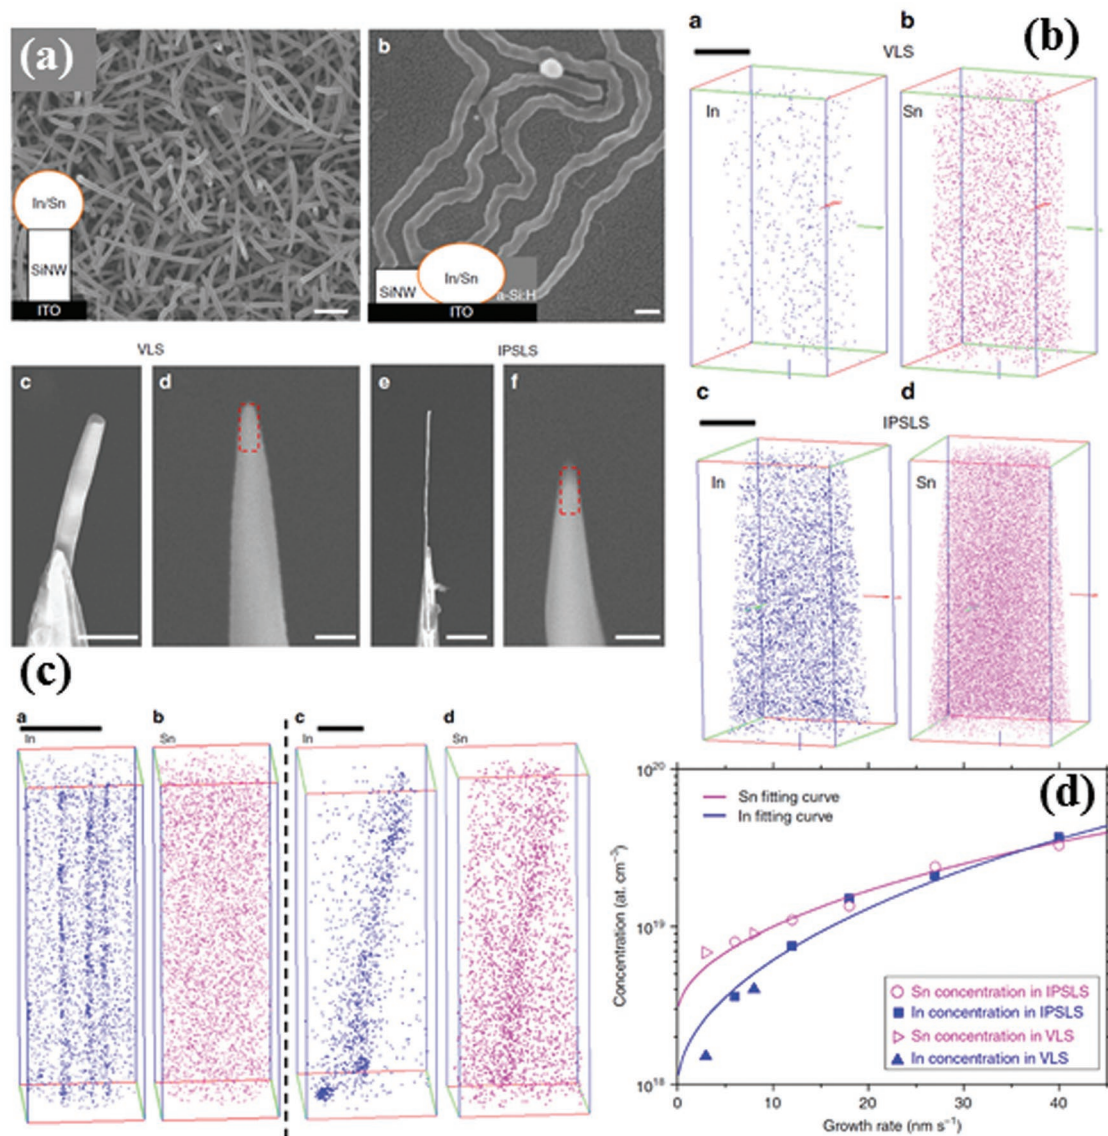 (a)
b
In/Sn
SiNW
ITO
SiNW
In/Sn
a-Si:H
ITO
VLS
IPSLS
c
d
e
f
(b)
a
b
VLS
In
Sn
c
d
IPSLS
In
Sn
(c)
a
b
c
d
In
Sn
In
Sn
(d)
Sn fitting curve
In fitting curve
Concentration (at. cm⁻³)
10²⁰
10¹⁹
10¹⁸
Sn concentration in IPSLS
In concentration in IPSLS
Sn concentration in VLS
In concentration in VLS
0 10 20 30 40
Growth rate (nm s⁻¹)